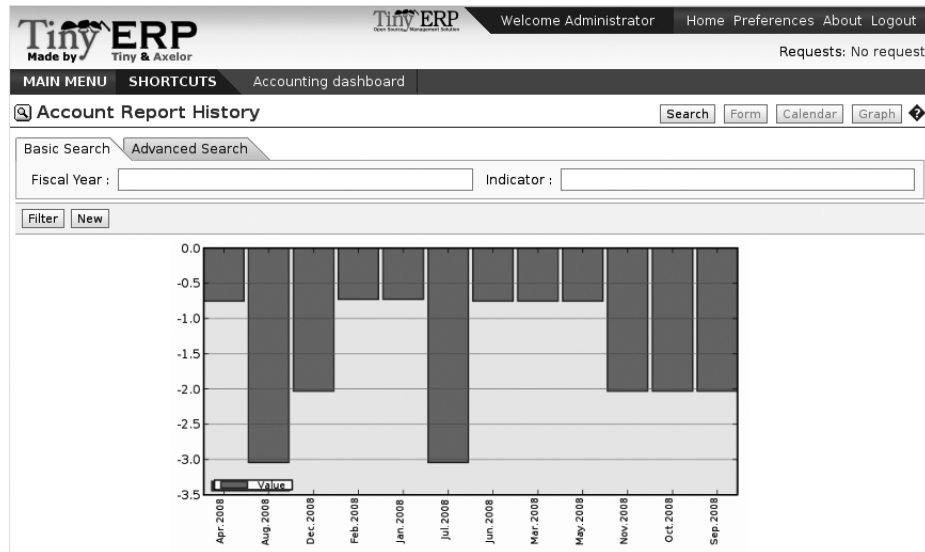 Tiny ERP
Made by Tiny & Axelor
Tiny ERP
Open Source Management Solution
Welcome Administrator
Home Preferences About Logout
Requests: No request
MAIN MENU SHORTCUTS Accounting dashboard
Account Report History
Search Form Calendar Graph ?
Basic Search Advanced Search
Fiscal Year :
Indicator :
Filter New
0.0
-0.5
-1.0
-1.5
-2.0
-2.5
-3.0
-3.5
Value
Apr.2008
Aug.2008
Dec.2008
Feb.2008
Jan.2008
Jul.2008
Jun.2008
Mar.2008
May.2008
Nov.2008
Oct.2008
Sep.2008